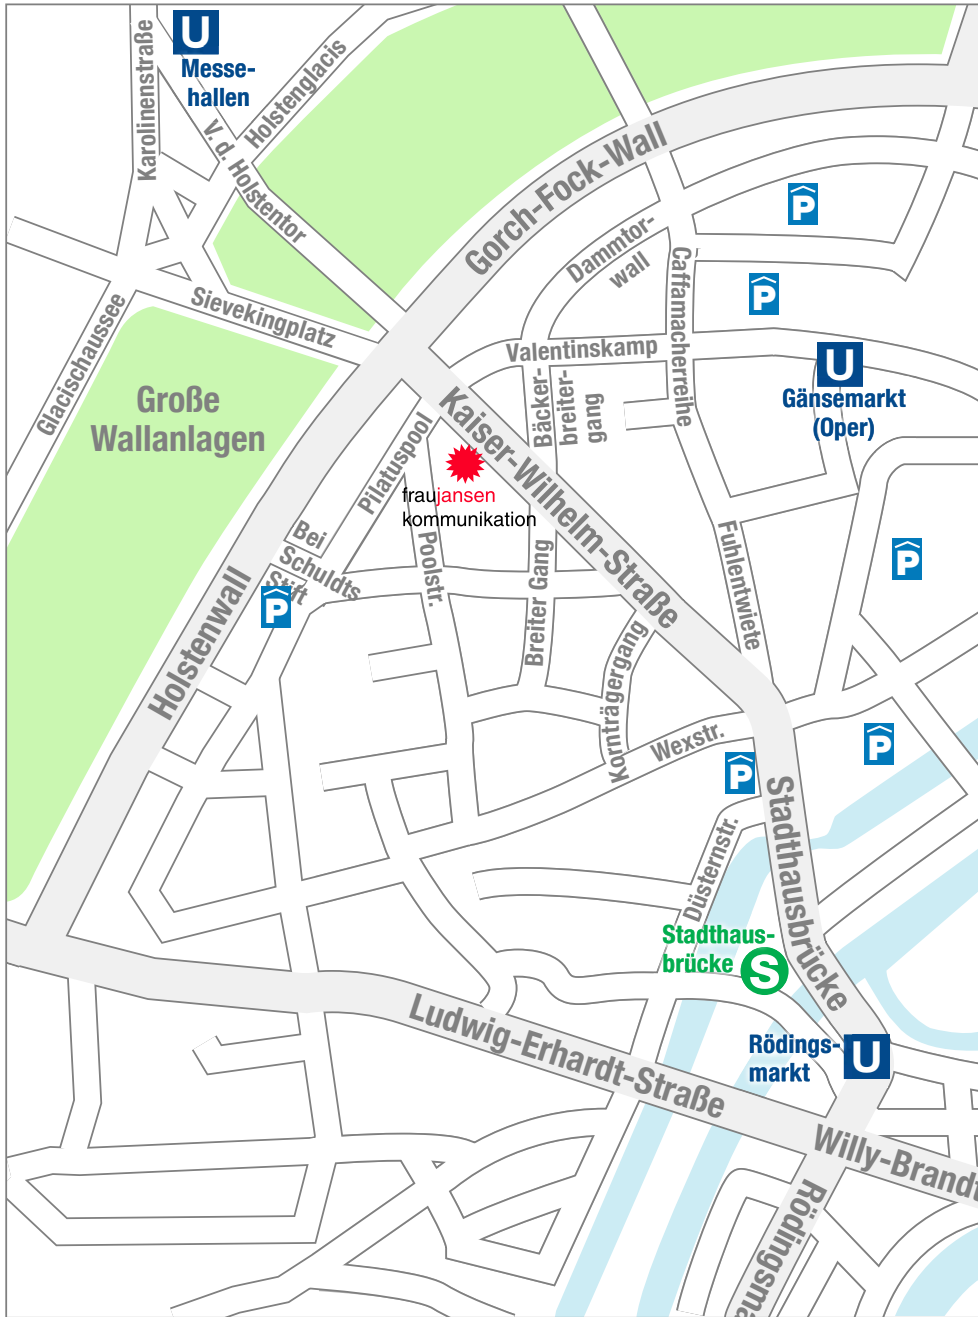 U
Messe-
hallen
Karolinenstraße
Holstenglacis
V. d. Holstentor
Gorch-Fock-Wall
P
Dammtor-
wall
Caffamacherreihe
P
Sievekingplatz
Glacischaussee
Valentinskamp
U
Gänsemarkt
(Oper)
Große
Wallanlagen
Bäcker-
breiter-
gang
Kaiser-Wilhelm-Straße
Pilatuspool
fraujansen
kommunikation
Bei
Schuldts
Stift
P
Poolstr.
Breiter Gang
Fuhlentwiete
P
Holstenwall
Kornträgergang
Wexstr.
P
P
Stadthausbrücke
Düsternstr.
Stadthaus-
brücke
S
Rödings-
markt
U
Ludwig-Erhardt-Straße
Willy-Brandt
Rödingsma